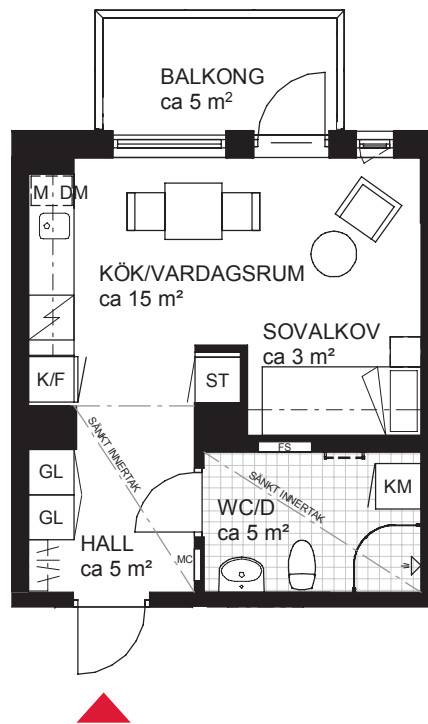 BALKONG
ca 5 m²
M DM
KÖK/VARDAGSRUM
ca 15 m²
SOVALKOV
ca 3 m²
K/F
ST
SÄNKT INNERTAK
FS
GL
SÄNKT INNERTAK
KM
WC/D
ca 5 m²
GL
HALL
ca 5 m²
MC